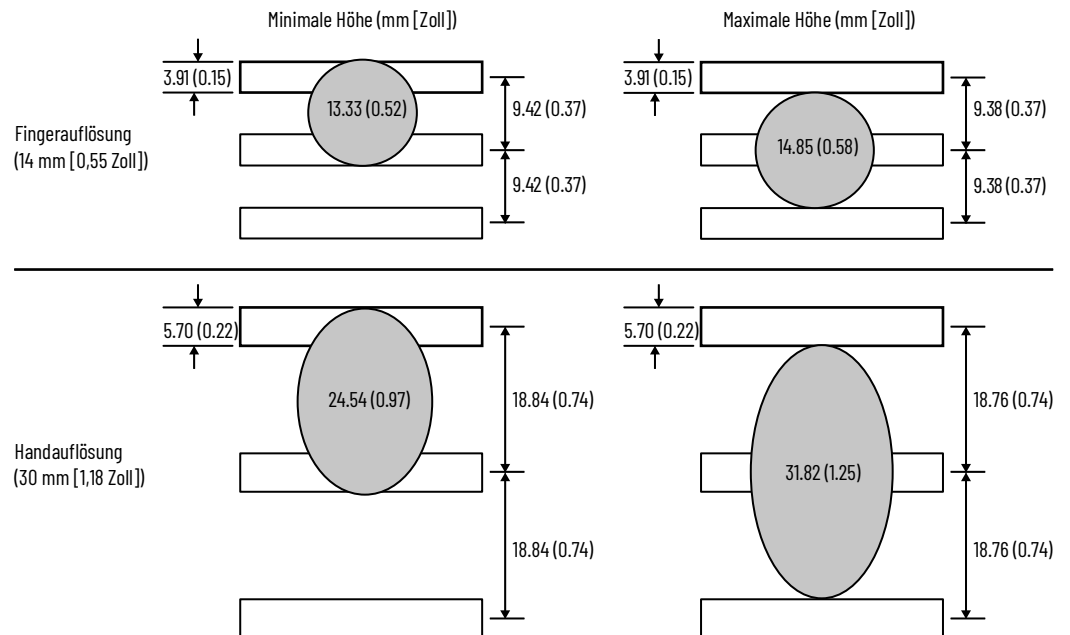 Minimale Höhe (mm [Zoll])
Maximale Höhe (mm [Zoll])
Fingerauflösung
(14 mm [0,55 Zoll])
3.91 (0.15)
13.33 (0.52)
9.42 (0.37)
9.42 (0.37)
3.91 (0.15)
14.85 (0.58)
9.38 (0.37)
9.38 (0.37)
Handauflösung
(30 mm [1,18 Zoll])
5.70 (0.22)
24.54 (0.97)
18.84 (0.74)
18.84 (0.74)
5.70 (0.22)
31.82 (1.25)
18.76 (0.74)
18.76 (0.74)